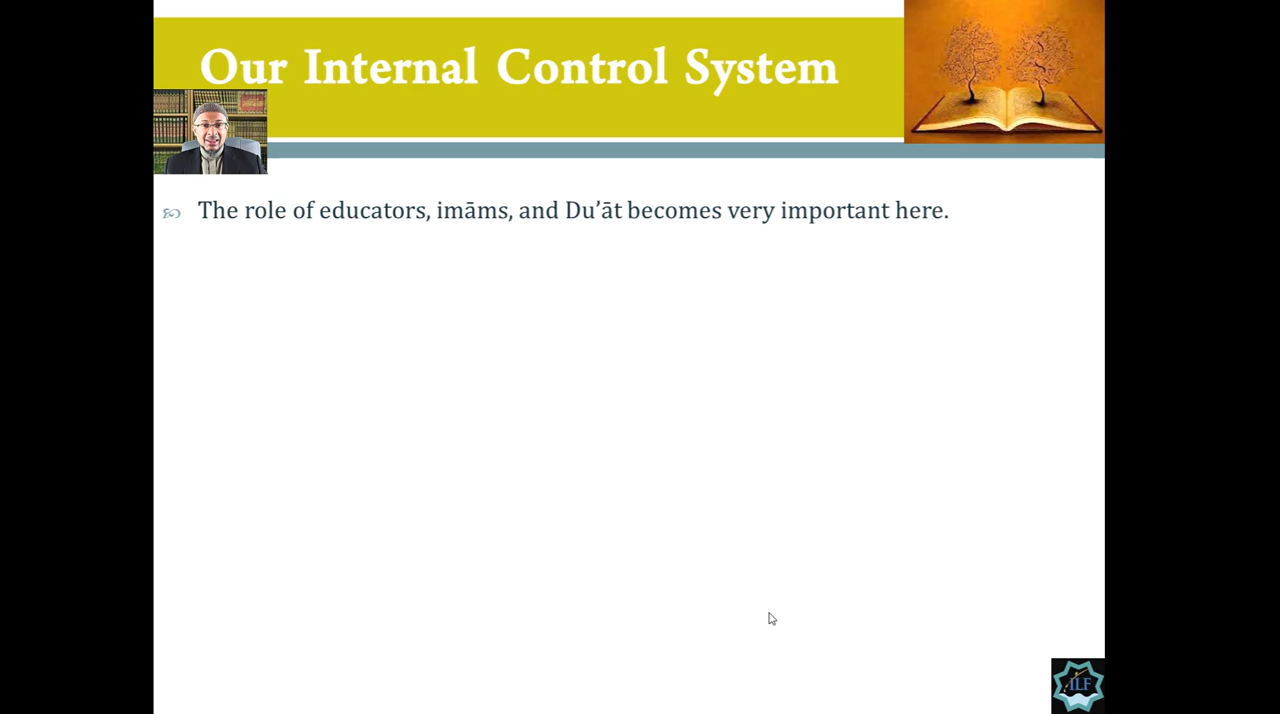 Our Internal Control System
The role of educators, imāms, and Du’āt becomes very important here.
ILF